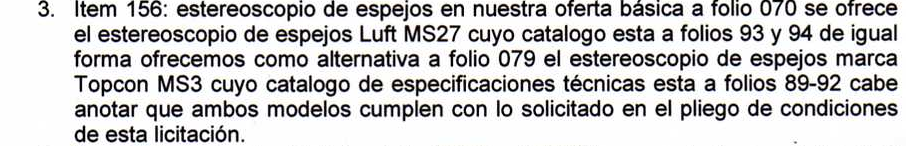 3. Item 156: estereoscopio de espejos en nuestra oferta básica a folio 070 se ofrece
el estereoscopio de espejos Luft MS27 cuyo catalogo esta a folios 93 y 94 de igual
forma ofrecemos como alternativa a folio 079 el estereoscopio de espejos marca
Topcon MS3 cuyo catalogo de especificaciones técnicas esta a folios 89-92 cabe
anotar que ambos modelos cumplen con lo solicitado en el pliego de condiciones
de esta licitación.